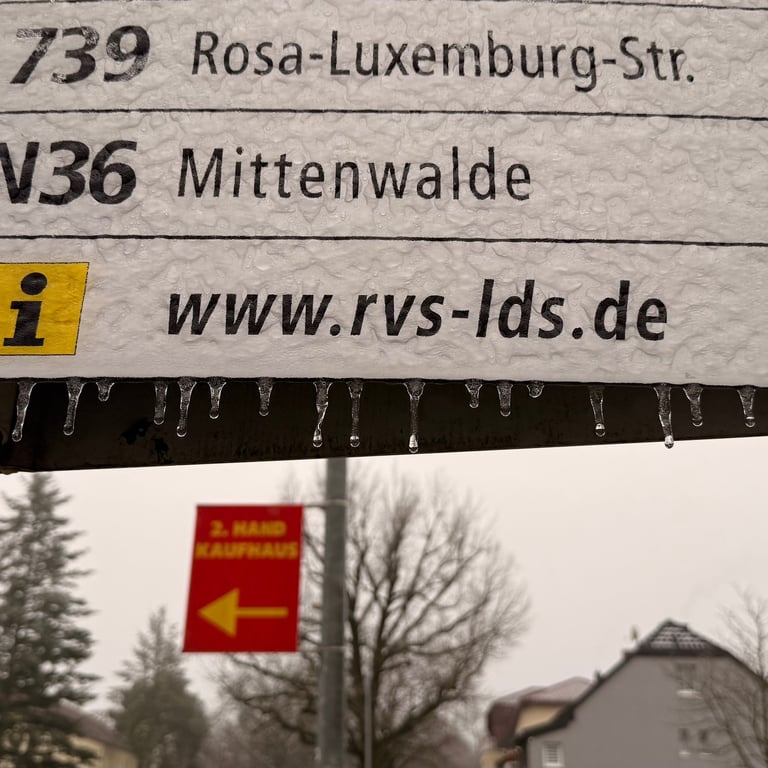 739 Rosa-Luxemburg-Str.
N36 Mittenwalde
i www.rvs-lds.de
2. HAND
KAUFHAUS